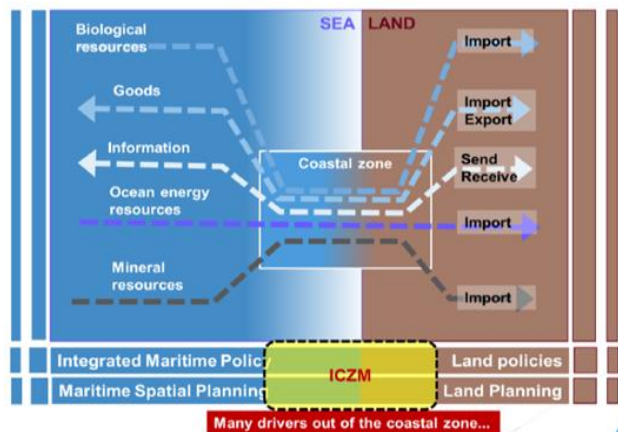 SEA LAND
Biological
resources
Import
Goods
Import
Export
Information
Coastal zone
Send
Receive
Ocean energy
resources
Import
Mineral
resources
Import
Integrated Maritime Policy
Land policies
ICZM
Maritime Spatial Planning
Land Planning
Many drivers out of the coastal zone...